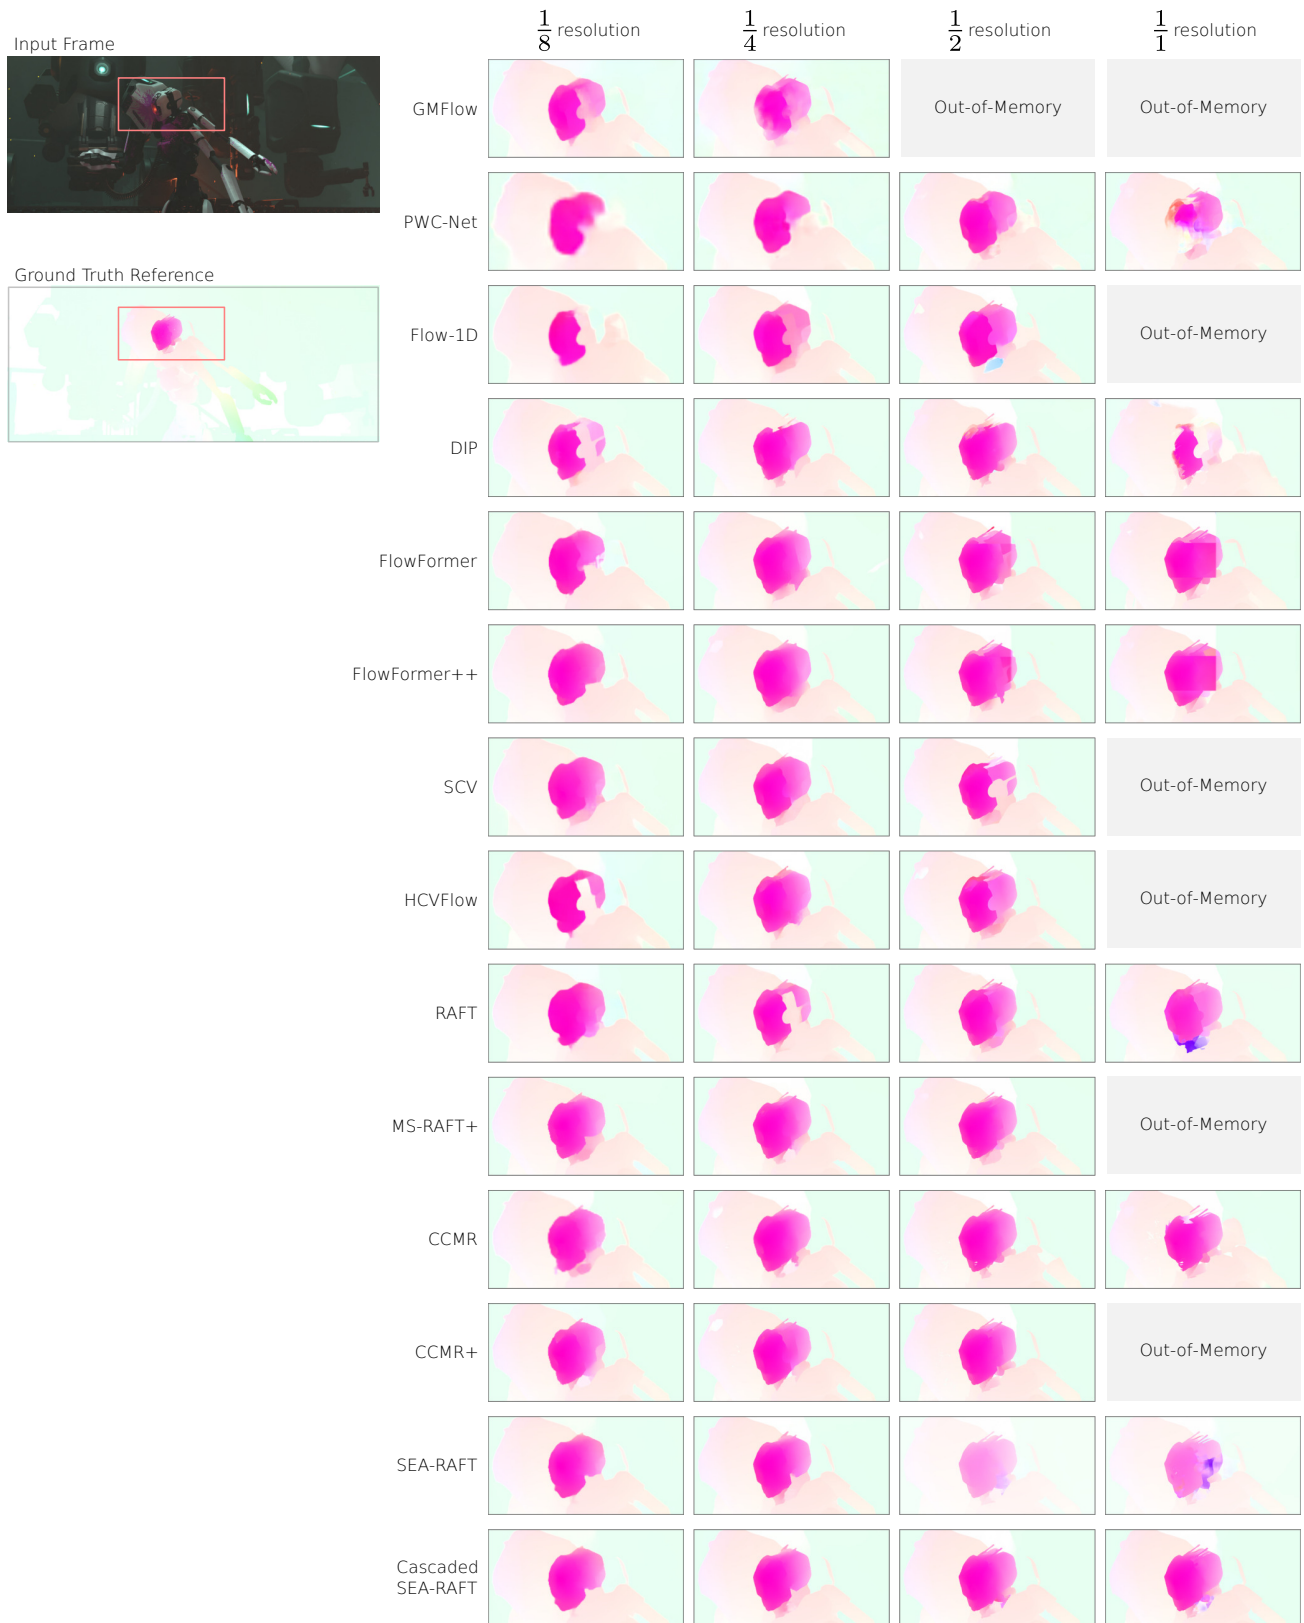 1/8 resolution
1/4 resolution
1/2 resolution
1/1 resolution
Input Frame
Ground Truth Reference
GMFlow
Out-of-Memory
Out-of-Memory
PWC-Net
Flow-1D
Out-of-Memory
DIP
FlowFormer
FlowFormer++
SCV
Out-of-Memory
HCVFlow
Out-of-Memory
RAFT
MS-RAFT+
Out-of-Memory
CCMR
CCMR+
Out-of-Memory
SEA-RAFT
Cascaded
SEA-RAFT